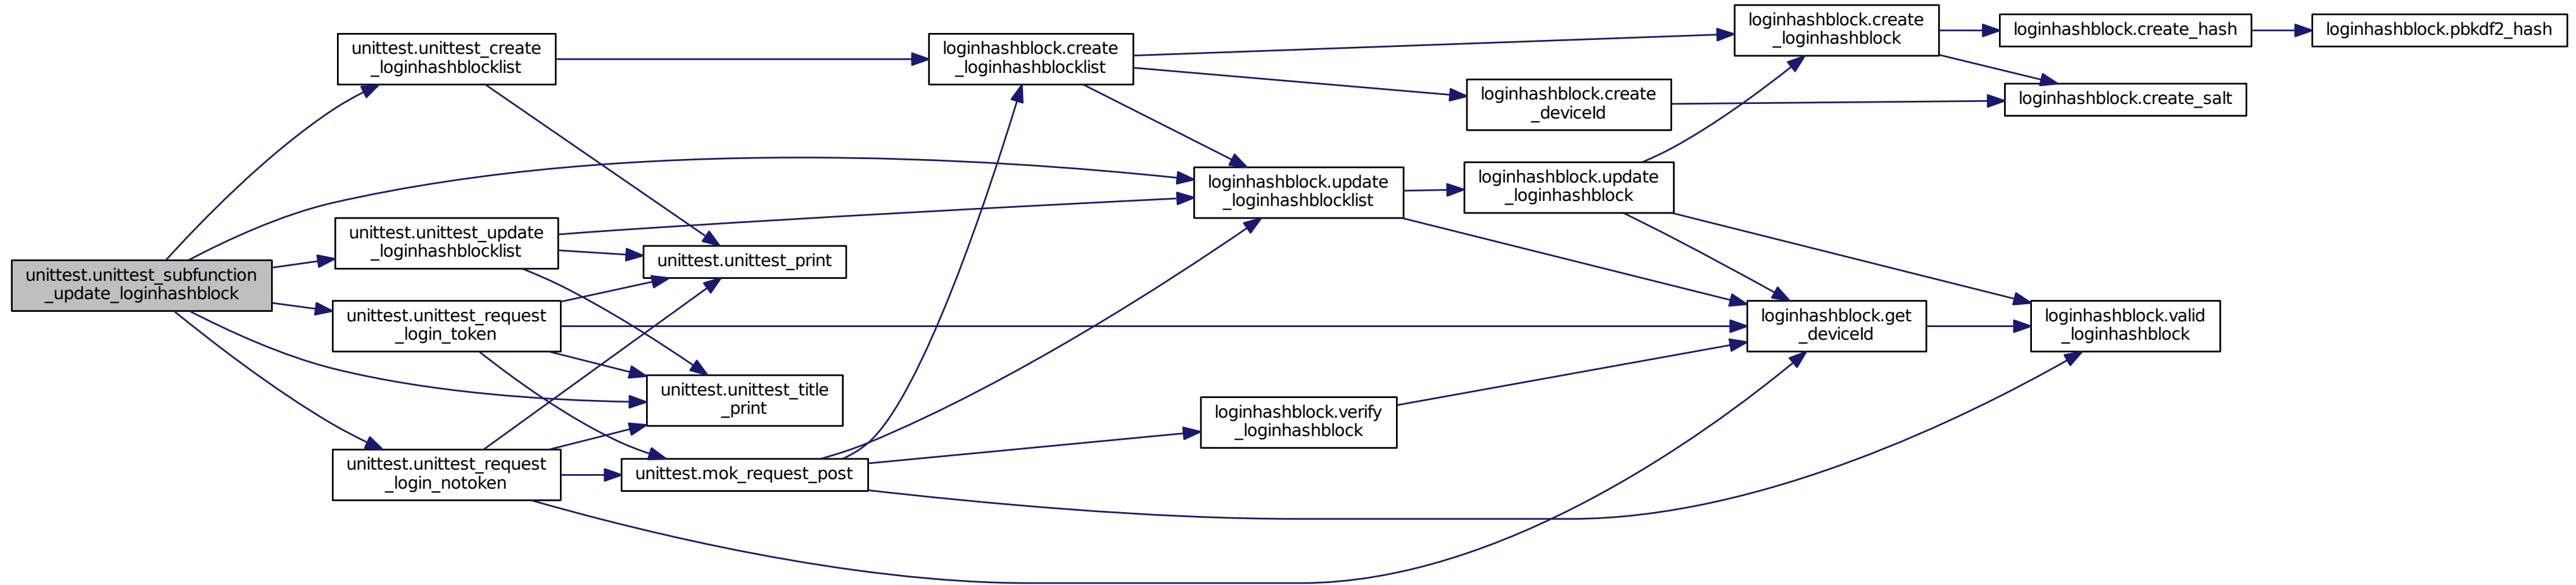 unittest.unittest_subfunction
_update_loginhashblock
unittest.unittest_create
_loginhashblocklist
unittest.unittest_update
_loginhashblocklist
unittest.unittest_request
_login_token
unittest.unittest_request
_login_notoken
unittest.unittest_print
unittest.unittest_title
_print
unittest.mok_request_post
loginhashblock.create
_loginhashblocklist
loginhashblock.update
_loginhashblocklist
loginhashblock.verify
_loginhashblock
loginhashblock.create
_deviceId
loginhashblock.update
_loginhashblock
loginhashblock.create
_loginhashblock
loginhashblock.get
_deviceId
loginhashblock.create_hash
loginhashblock.create_salt
loginhashblock.valid
_loginhashblock
loginhashblock.pbkdf2_hash